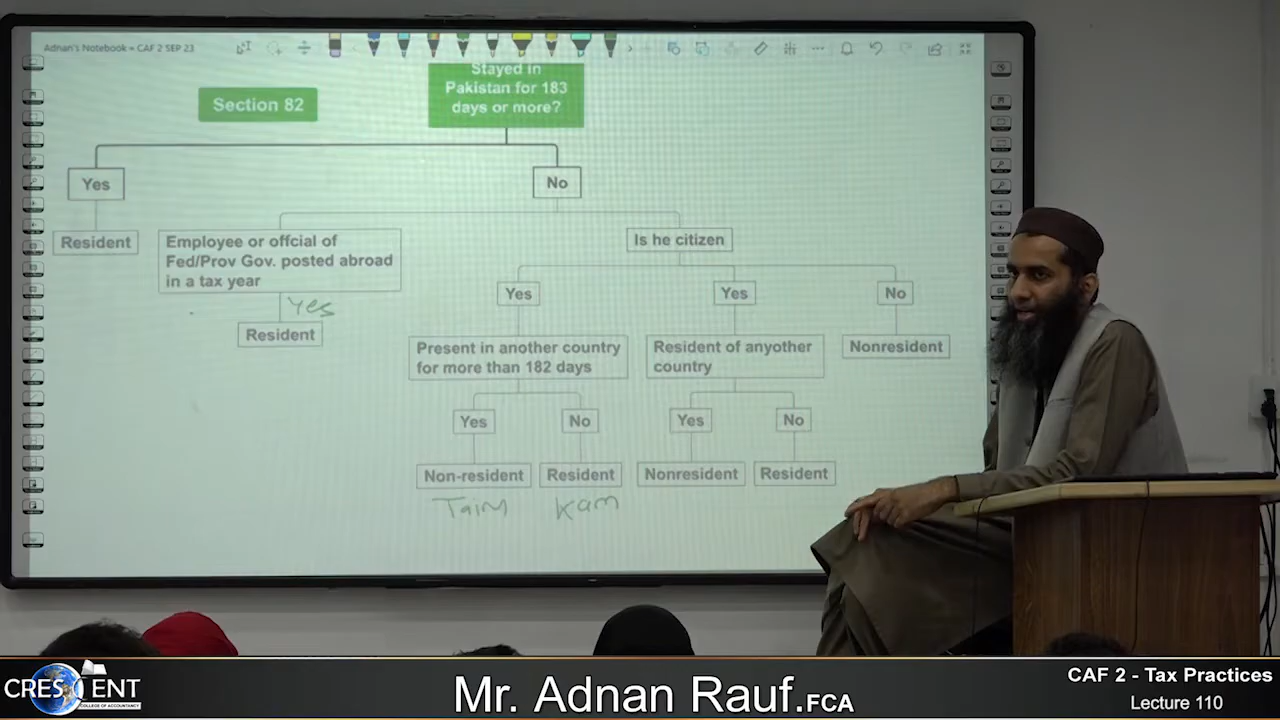 Adnan's Notebook = CAF 2 SEP 23
Stayed in
Pakistan for 183
days or more?
Section 82
Yes
No
Resident
Employee or offcial of
Fed/Prov Gov. posted abroad
in a tax year
Yes
Resident
Is he citizen
Yes
Yes
No
Present in another country
for more than 182 days
Resident of anyother
country
Nonresident
Yes
No
Yes
No
Non-resident
Resident
Nonresident
Resident
Taim
Kam
CRESCENT
COLLEGE OF ACCOUNTANCY
Mr. Adnan Rauf.FCA
CAF 2 - Tax Practices
Lecture 110